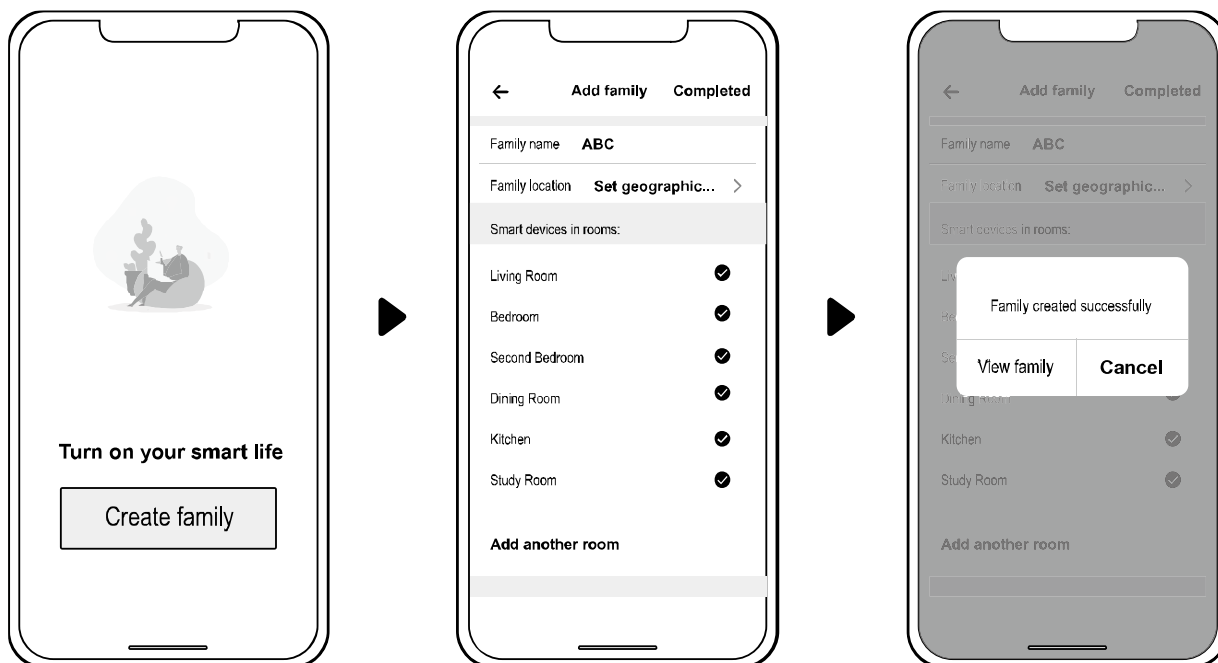 Turn on your smart life
Create family
Add family Completed
Family name ABC
Family location Set geographic...
Smart devices in rooms:
Living Room
Bedroom
Second Bedroom
Dining Room
Kitchen
Study Room
Add another room
Add family Completed
Family name ABC
Family location Set geographic...
Smart devices in rooms:
Family created successfully
View family Cancel
Kitchen
Study Room
Add another room